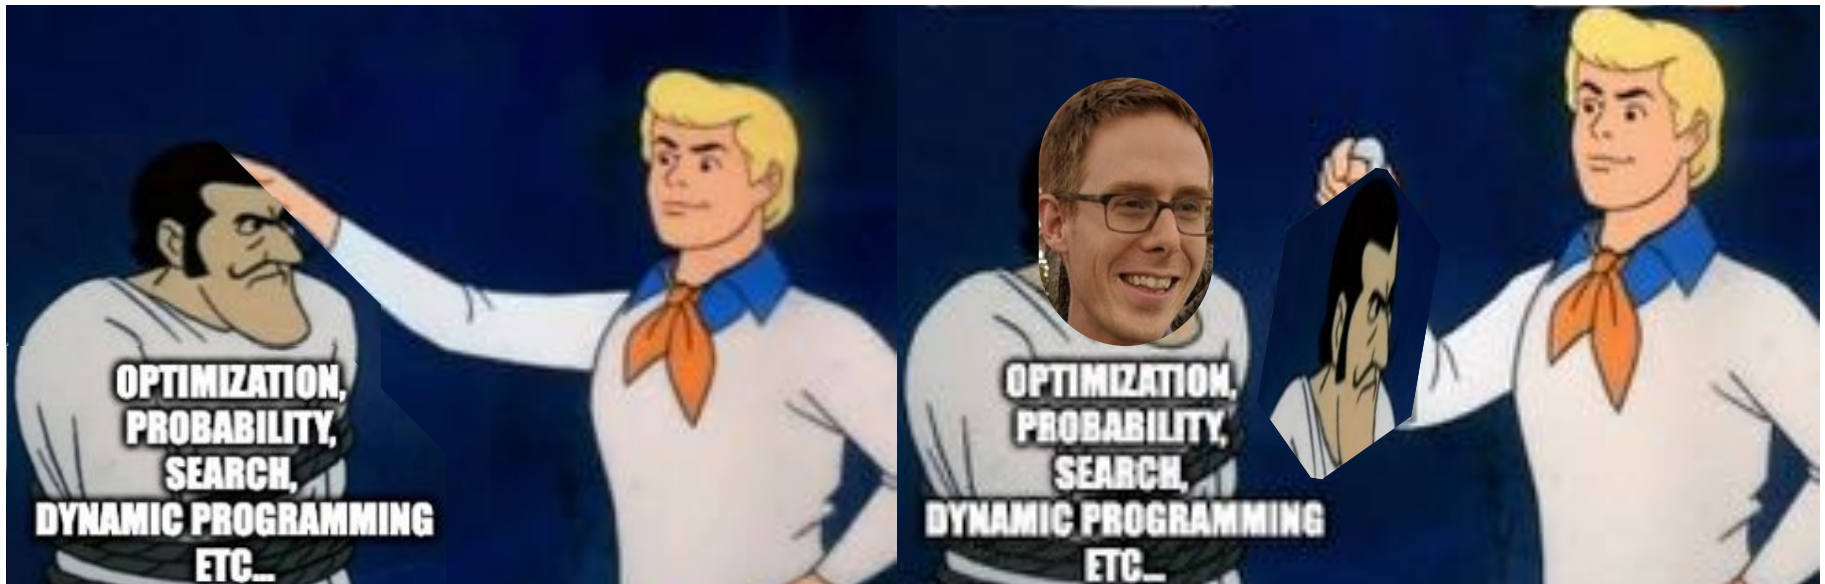 OPTIMIZATION,
PROBABILITY,
SEARCH,
DYNAMIC PROGRAMMING
ETC...
OPTIMIZATION,
PROBABILITY,
SEARCH,
DYNAMIC PROGRAMMING
ETC...